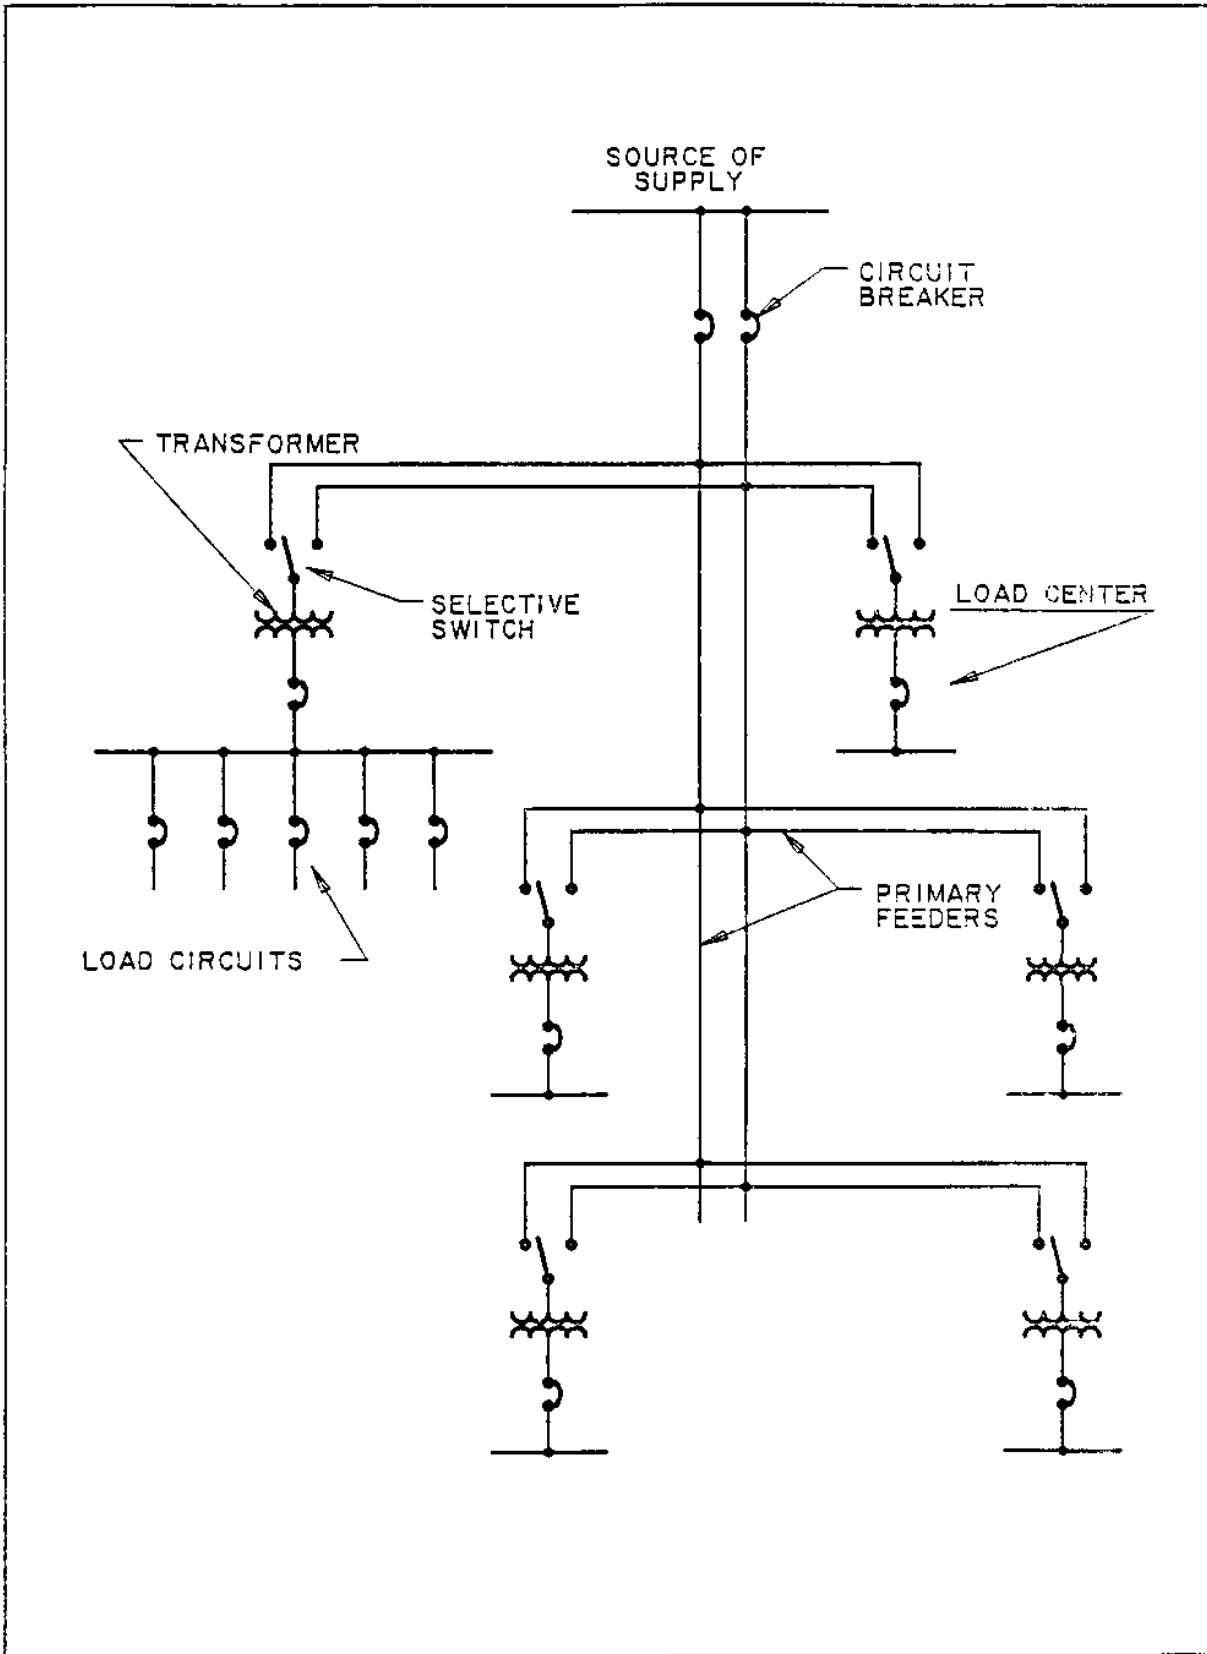 SOURCE OF
SUPPLY
CIRCUIT
BREAKER
TRANSFORMER
SELECTIVE
SWITCH
LOAD CENTER
PRIMARY
FEEDERS
LOAD CIRCUITS